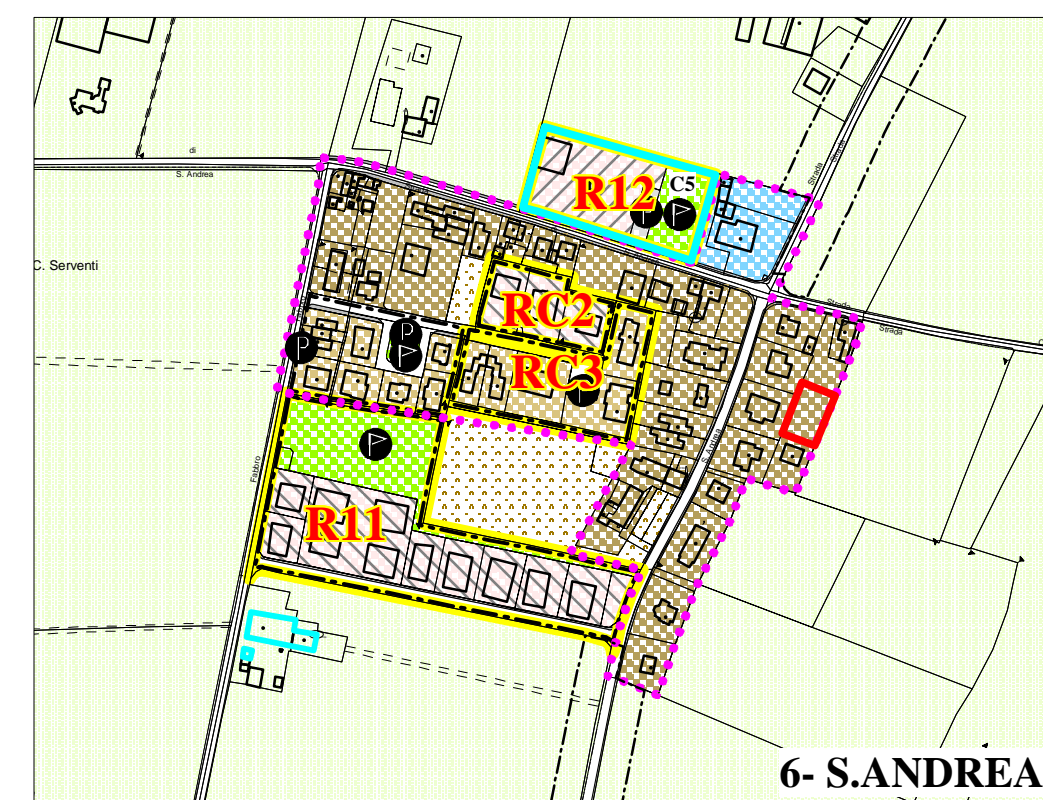 di
S. Andrea
Strada
C5
R12
C. Serventi
Strada
Strada
RC2
P
P
RC3
S. Andrea
Fabbro
R11
6- S.ANDREA